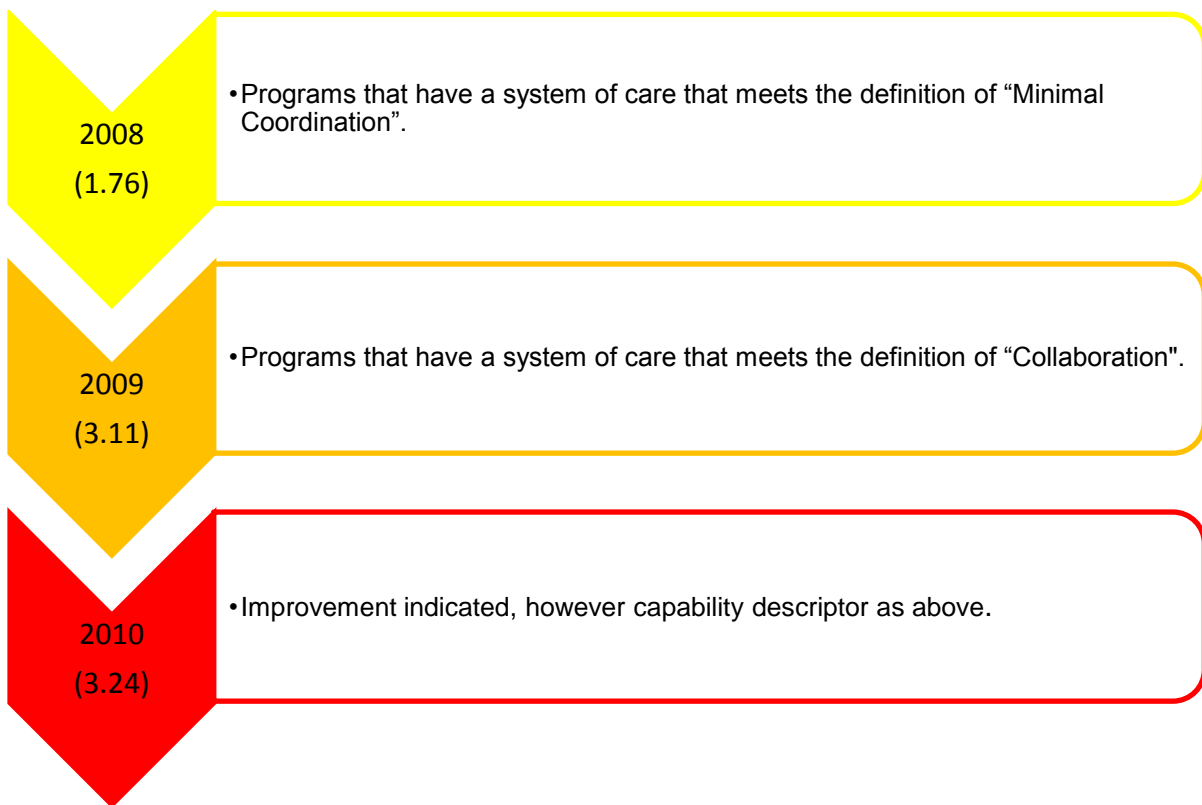 2008
(1.76)
•Programs that have a system of care that meets the definition of “Minimal
Coordination”.
2009
(3.11)
•Programs that have a system of care that meets the definition of “Collaboration".
2010
(3.24)
•Improvement indicated, however capability descriptor as above.